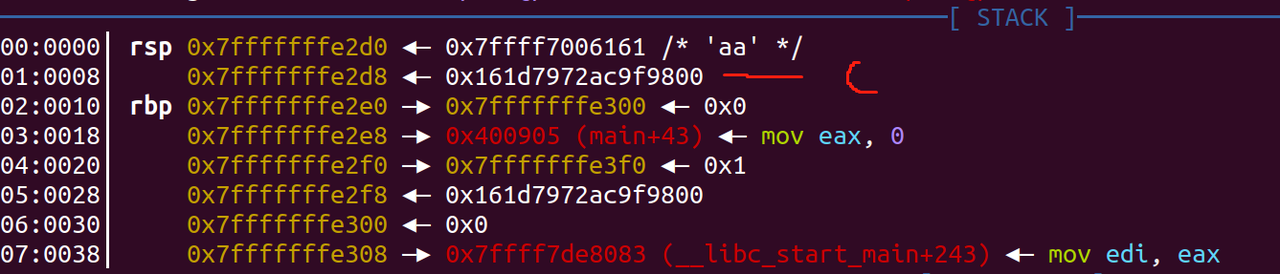 [ STACK ]
00:0000│ rsp 0x7fffffffe2d0 ◂— 0x7ffff7006161 /* 'aa' */
01:0008│ 0x7fffffffe2d8 ◂— 0x161d7972ac9f9800
02:0010│ rbp 0x7fffffffe2e0 —▸ 0x7fffffffe300 ◂— 0x0
03:0018│ 0x7fffffffe2e8 —▸ 0x400905 (main+43) ◂— mov eax, 0
04:0020│ 0x7fffffffe2f0 —▸ 0x7fffffffe3f0 ◂— 0x1
05:0028│ 0x7fffffffe2f8 ◂— 0x161d7972ac9f9800
06:0030│ 0x7fffffffe300 ◂— 0x0
07:0038│ 0x7fffffffe308 —▸ 0x7ffff7de8083 (__libc_start_main+243) ◂— mov edi, eax